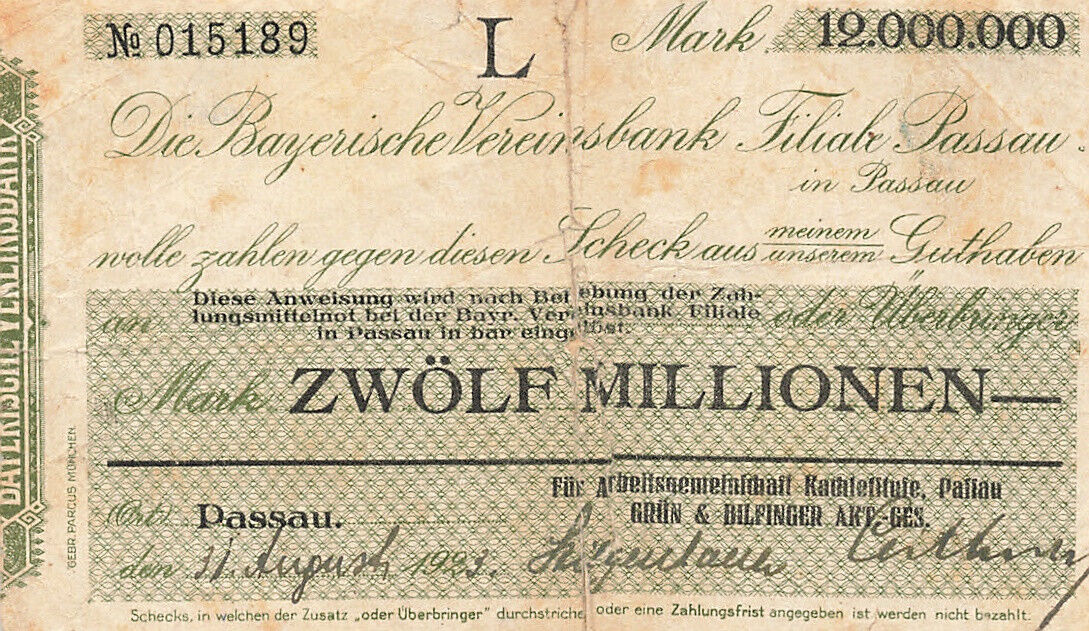 № 015189
L
Mark 12.000.000
Die Bayerische Vereinsbank Filiale Passau
in Passau
wolle zahlen gegen diesen Scheck aus meinem
unserem Guthaben
Diese Anweisung wird nach Behebung der Zah-
lungsmittelnot bei der Bayr. Vereinsbank Filiale
in Passau in bar eingelöst.
an oder Überbringer
Mark ZWÖLF MILLIONEN—
Für Arbeitsgemeinschaft Kachletstufe, Passau
GRÜN & BILFINGER AKT. GES.
(Ort) Passau.
den 31. August 1923.
Schecks, in welchen der Zusatz „oder Überbringer" durchstriche oder eine Zahlungsfrist angegeben ist werden nicht bezahlt.
BAYERISCHE VEREINSBANK
GEBR. PARCUS MÜNCHEN.